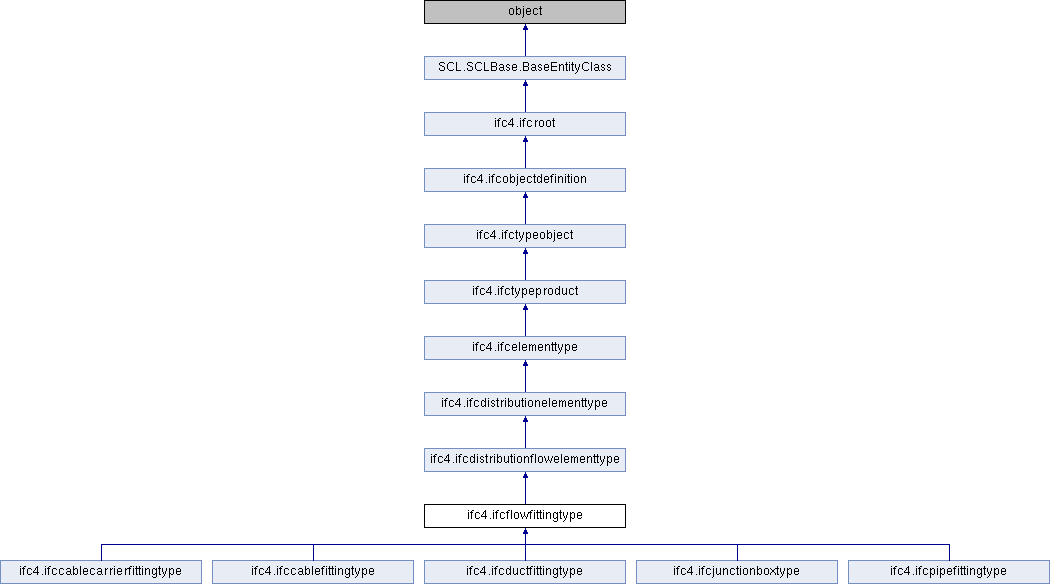 object
SCL.SCLBase.BaseEntityClass
ifc4.ifcroot
ifc4.ifcobjectdefinition
ifc4.ifctypeobject
ifc4.ifctypeproduct
ifc4.ifcelementtype
ifc4.ifcdistributionelementtype
ifc4.ifcdistributionflowelementtype
ifc4.ifcflowfittingtype
ifc4.ifccablecarrierfittingtype
ifc4.ifccablefittingtype
ifc4.ifcductfittingtype
ifc4.ifcjunctionboxtype
ifc4.ifcpipefittingtype